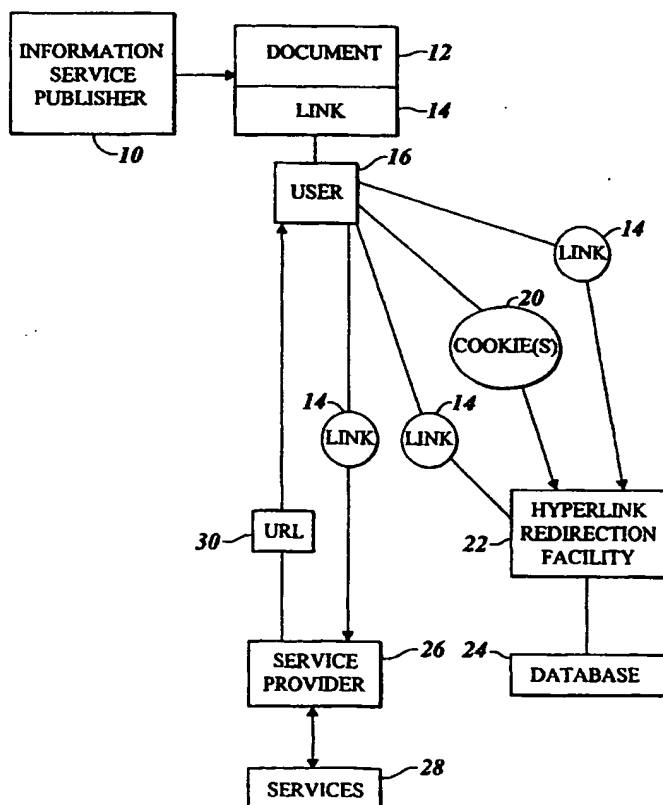 INFORMATION
SERVICE
PUBLISHER
10
DOCUMENT
12
LINK
14
16
USER
14
LINK
20
COOKIE(S)
14
LINK
14
LINK
30
URL
22
HYPERLINK
REDIRECTION
FACILITY
26
SERVICE
PROVIDER
24
DATABASE
28
SERVICES